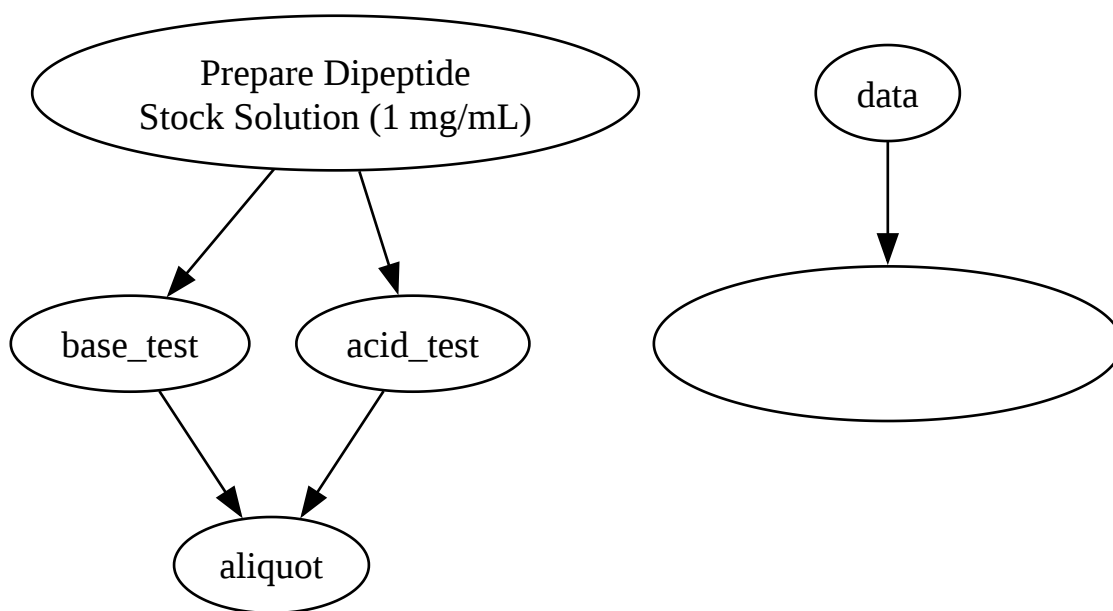 Prepare Dipeptide
Stock Solution (1 mg/mL)
data
base_test
acid_test
aliquot